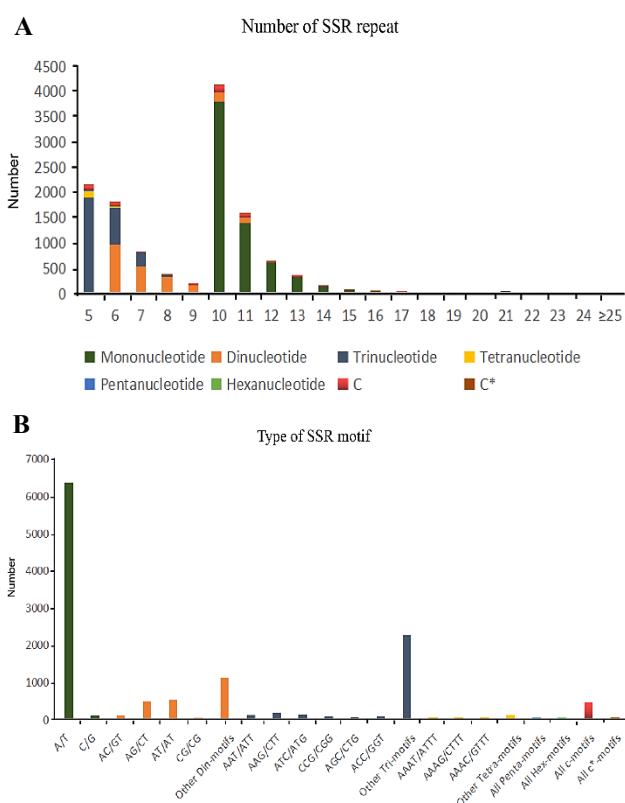 A
Number of SSR repeat
4500
4000
3500
3000
2500
2000
1500
1000
500
0
Number
5 6 7 8 9 10 11 12 13 14 15 16 17 18 19 20 21 22 23 24 ≥25
Mononucleotide Dinucleotide Trinucleotide Tetranucleotide
Pentanucleotide Hexanucleotide C C*
B
Type of SSR motif
7000
6000
5000
4000
3000
2000
1000
0
Number
A/T
C/G
AC/GT
AG/CT
AT/AT
CG/CG
Other Din-motifs
AAT/ATT
AAG/CTT
ATC/ATG
CCG/CGG
AGC/CTG
ACC/GGT
Other Tri-motifs
AAAT/ATTT
AAAG/CTTT
AAAC/GTTT
Other Tetra-motifs
All Penta-motifs
All Hex-motifs
All c-motifs
All c*-motifs